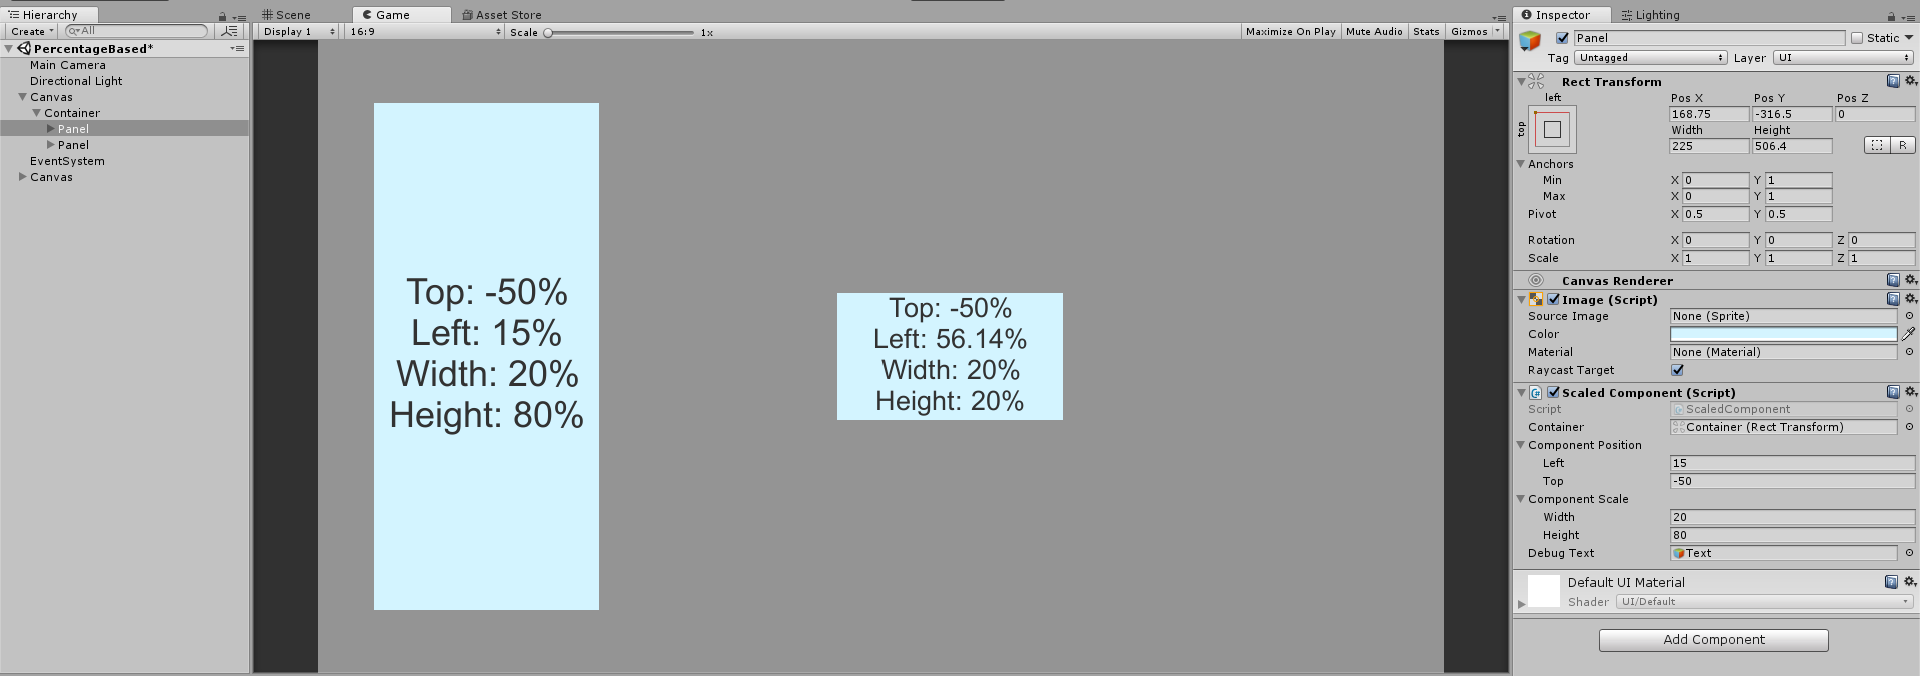 Hierarchy
Create
All
PercentageBased*
Main Camera
Directional Light
Canvas
Container
Panel
Panel
EventSystem
Canvas
Scene
Game
Asset Store
Display 1
16:9
Scale
1x
Maximize On Play
Mute Audio
Stats
Gizmos
Top: -50%
Left: 15%
Width: 20%
Height: 80%
Top: -50%
Left: 56.14%
Width: 20%
Height: 20%
Inspector
Lighting
Panel
Static
Tag Untagged
Layer UI
Rect Transform
left
top
Pos X Pos Y Pos Z
168.75 -316.5 0
Width Height
225 506.4
R
Anchors
Min X 0 Y 1
Max X 0 Y 1
Pivot X 0.5 Y 0.5
Rotation X 0 Y 0 Z 0
Scale X 1 Y 1 Z 1
Canvas Renderer
Image (Script)
Source Image None (Sprite)
Color
Material None (Material)
Raycast Target
Scaled Component (Script)
Script ScaledComponent
Container Container (Rect Transform)
Component Position
Left 15
Top -50
Component Scale
Width 20
Height 80
Debug Text Text
Default UI Material
Shader UI/Default
Add Component